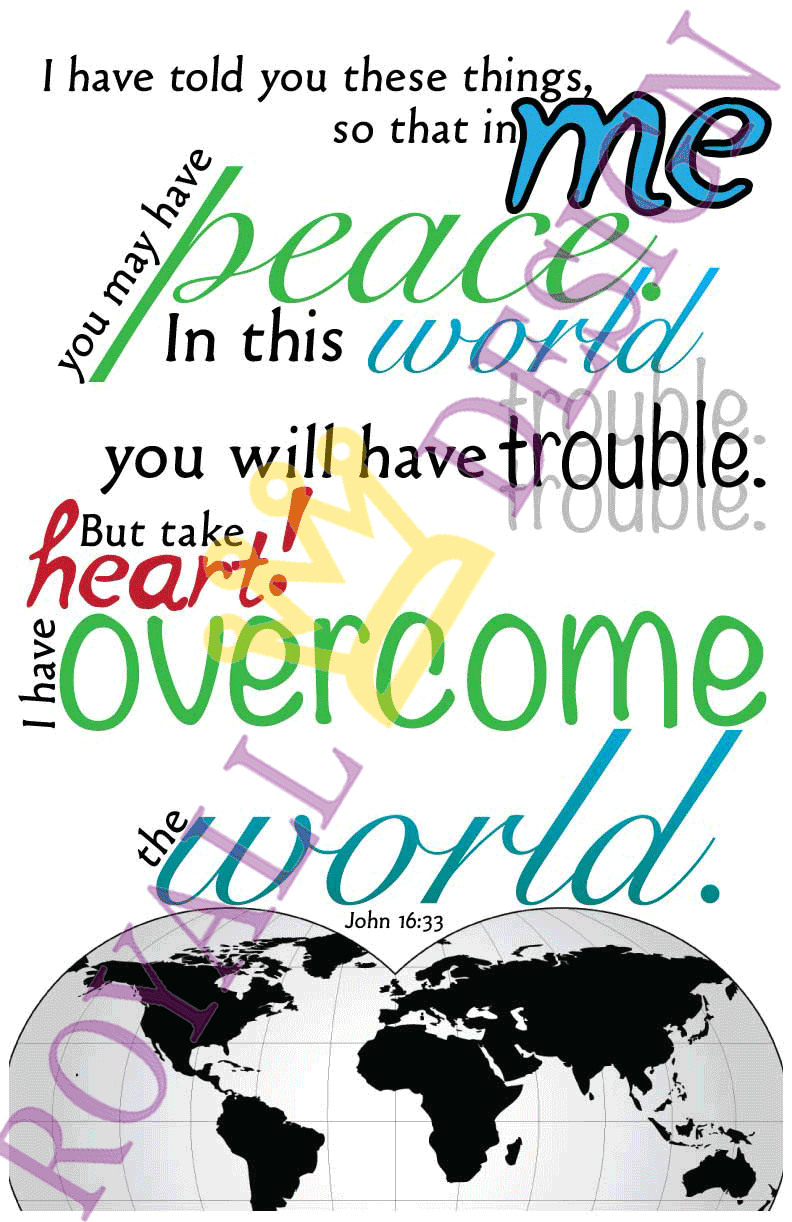 I have told you these things,
so that in me
you may have peace.
In this world
trouble.
you will have trouble.
trouble.
But take
heart!
I have overcome
the world.
John 16:33
ROYALL DESIGN